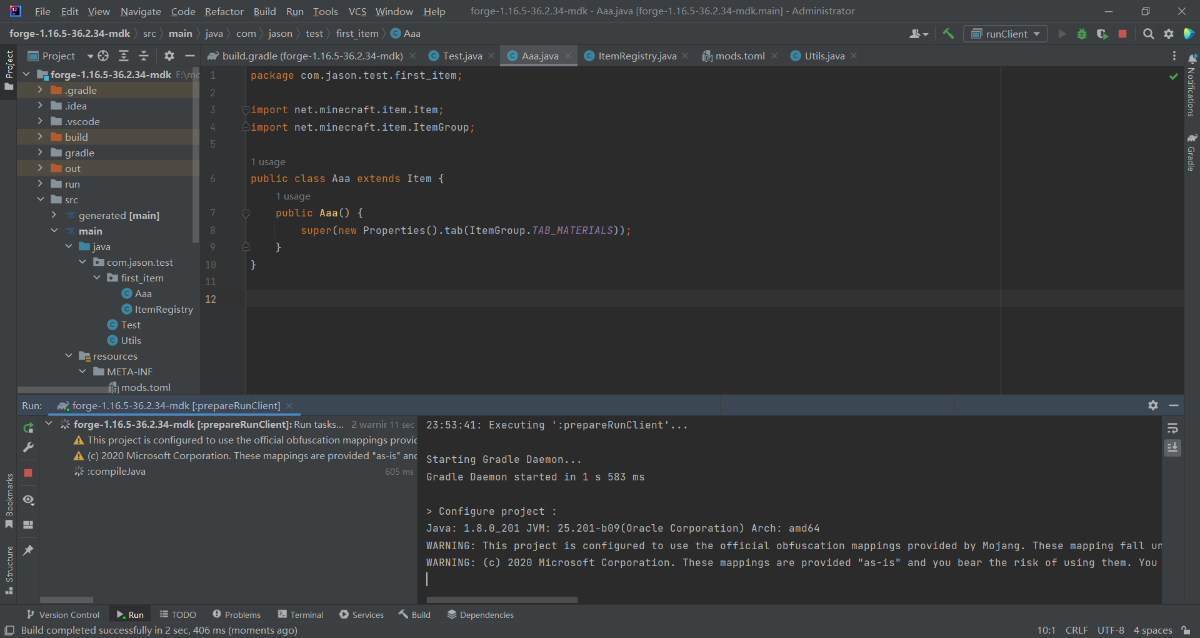 File Edit View Navigate Code Refactor Build Run Tools VCS Window Help forge-1.16.5-36.2.34-mdk - Aaa.java [forge-1.16.5-36.2.34-mdk.main] - Administrator
forge-1.16.5-36.2.34-mdk src main java com jason test first_item Aaa runClient
Project build.gradle (forge-1.16.5-36.2.34-mdk) Test.java Aaa.java ItemRegistry.java mods.toml Utils.java
Project
Notifications
Gradle
forge-1.16.5-36.2.34-mdk
.gradle
.idea
.vscode
build
gradle
out
run
src
generated [main]
main
java
com.jason.test
first_item
Aaa
ItemRegistry
Test
Utils
resources
META-INF
mods.toml
1 package com.jason.test.first_item;
2
3 import net.minecraft.item.Item;
4 import net.minecraft.item.ItemGroup;
5
1 usage
6 public class Aaa extends Item {
1 usage
7 public Aaa() {
8 super(new Properties().tab(ItemGroup.TAB_MATERIALS));
9 }
10 }
11
12
Run: forge-1.16.5-36.2.34-mdk [:prepareRunClient]
forge-1.16.5-36.2.34-mdk [:prepareRunClient]: Run tasks... 2 warnir 11 sec
This project is configured to use the official obfuscation mappings provic
(c) 2020 Microsoft Corporation. These mappings are provided "as-is" and
:compileJava 605 ms
23:53:41: Executing ':prepareRunClient'...
Starting Gradle Daemon...
Gradle Daemon started in 1 s 583 ms
> Configure project :
Java: 1.8.0_201 JVM: 25.201-b09(Oracle Corporation) Arch: amd64
WARNING: This project is configured to use the official obfuscation mappings provided by Mojang. These mapping fall un
WARNING: (c) 2020 Microsoft Corporation. These mappings are provided "as-is" and you bear the risk of using them. You
Bookmarks
Structure
Version Control Run TODO Problems Terminal Services Build Dependencies
Build completed successfully in 2 sec, 406 ms (moments ago) 10:1 CRLF UTF-8 4 spaces